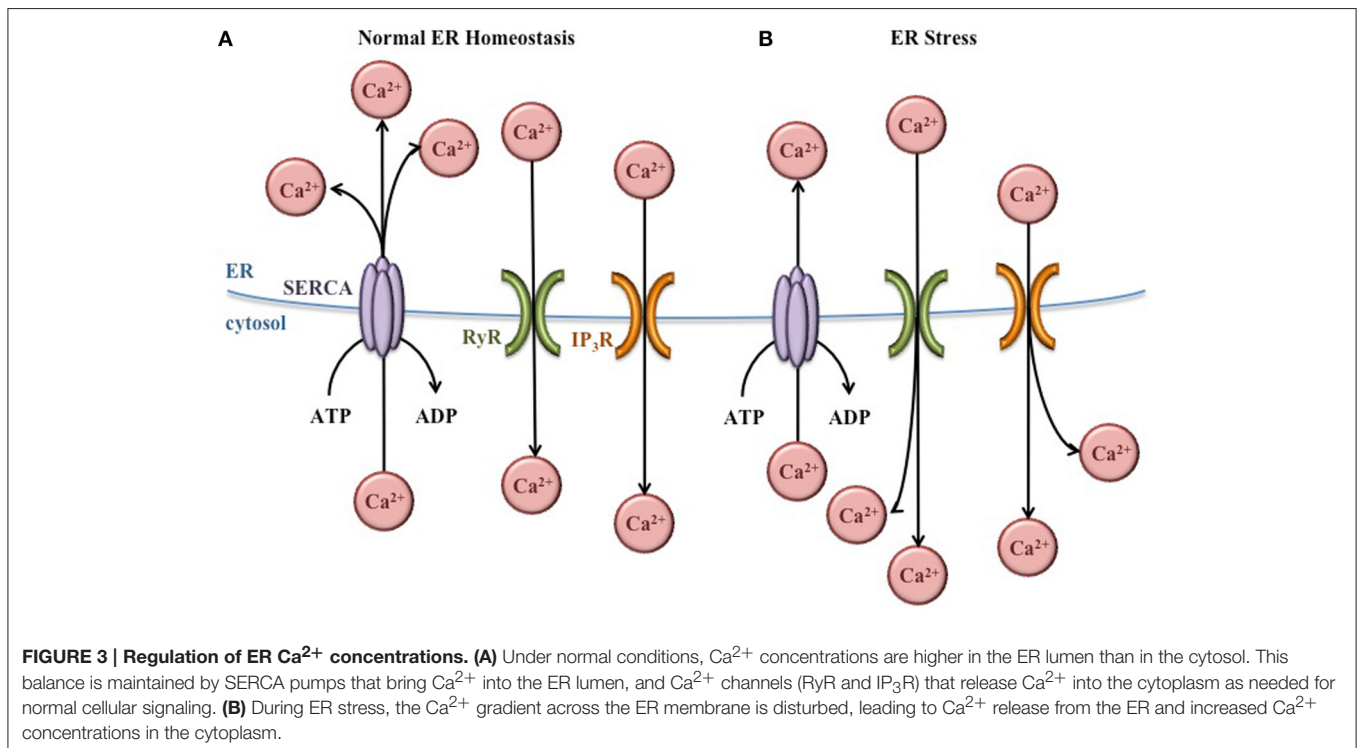 A Normal ER Homeostasis
B ER Stress
Ca²⁺
Ca²⁺
Ca²⁺
Ca²⁺
Ca²⁺
ER
SERCA
cytosol
RyR
IP₃R
ATP
ADP
Ca²⁺
Ca²⁺
Ca²⁺
Ca²⁺
Ca²⁺
Ca²⁺
ATP
ADP
Ca²⁺
Ca²⁺
Ca²⁺
Ca²⁺
Ca²⁺
FIGURE 3 | Regulation of ER Ca²⁺ concentrations. (A) Under normal conditions, Ca²⁺ concentrations are higher in the ER lumen than in the cytosol. This
balance is maintained by SERCA pumps that bring Ca²⁺ into the ER lumen, and Ca²⁺ channels (RyR and IP₃R) that release Ca²⁺ into the cytoplasm as needed for
normal cellular signaling. (B) During ER stress, the Ca²⁺ gradient across the ER membrane is disturbed, leading to Ca²⁺ release from the ER and increased Ca²⁺
concentrations in the cytoplasm.